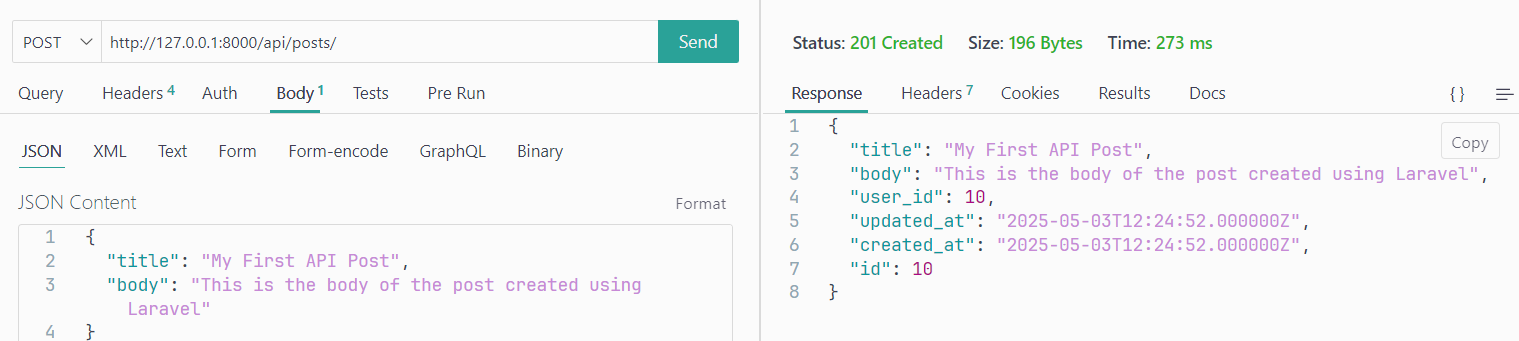 POST http://127.0.0.1:8000/api/posts/ Send
Query Headers 4 Auth Body 1 Tests Pre Run
JSON XML Text Form Form-encode GraphQL Binary
JSON Content Format
1 {
2 "title": "My First API Post",
3 "body": "This is the body of the post created using
Laravel"
4 }
Status: 201 Created Size: 196 Bytes Time: 273 ms
Response Headers 7 Cookies Results Docs {}
Copy
1 {
2 "title": "My First API Post",
3 "body": "This is the body of the post created using Laravel",
4 "user_id": 10,
5 "updated_at": "2025-05-03T12:24:52.000000Z",
6 "created_at": "2025-05-03T12:24:52.000000Z",
7 "id": 10
8 }